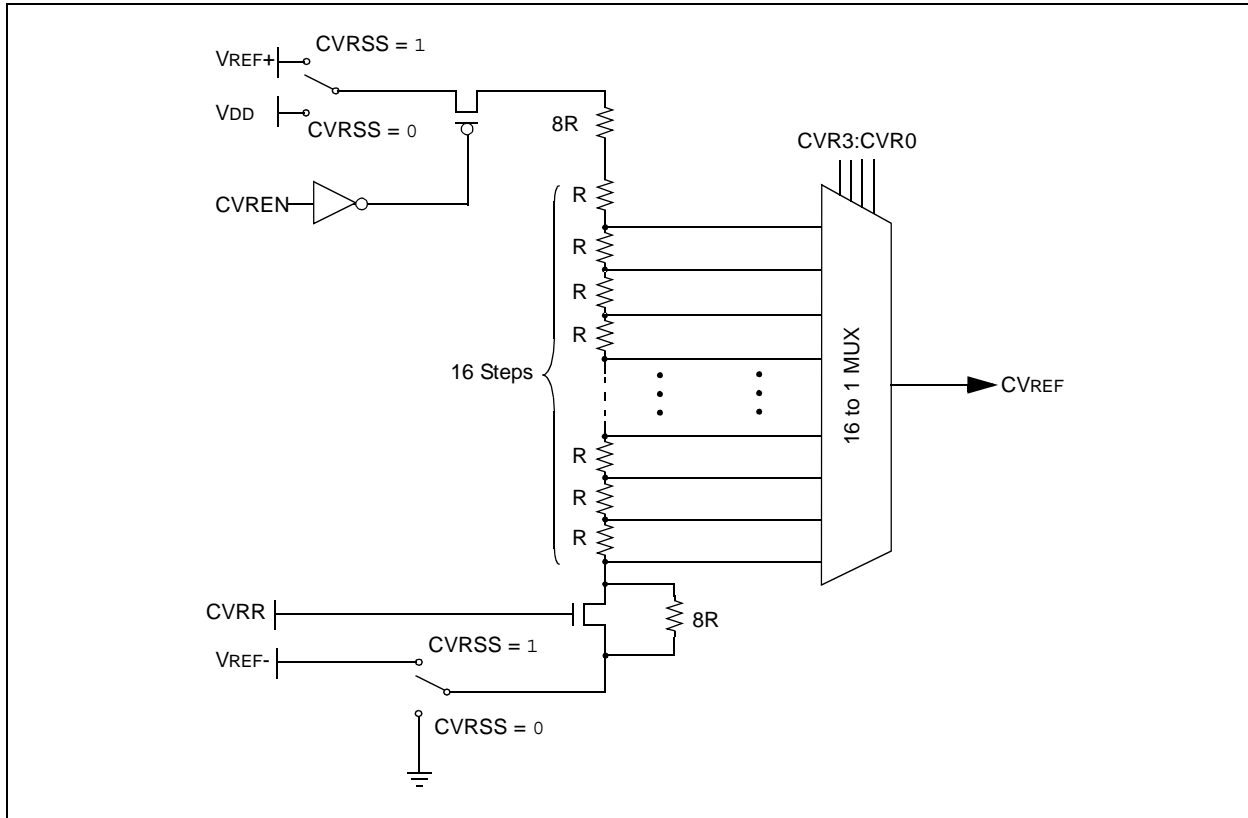 CVRSS = 1
VREF+
VDD
CVRSS = 0
8R
CVR3:CVR0
CVREN
R
R
R
R
16 Steps
16 to 1 MUX
CVREF
R
R
R
CVRR
8R
CVRSS = 1
VREF-
CVRSS = 0